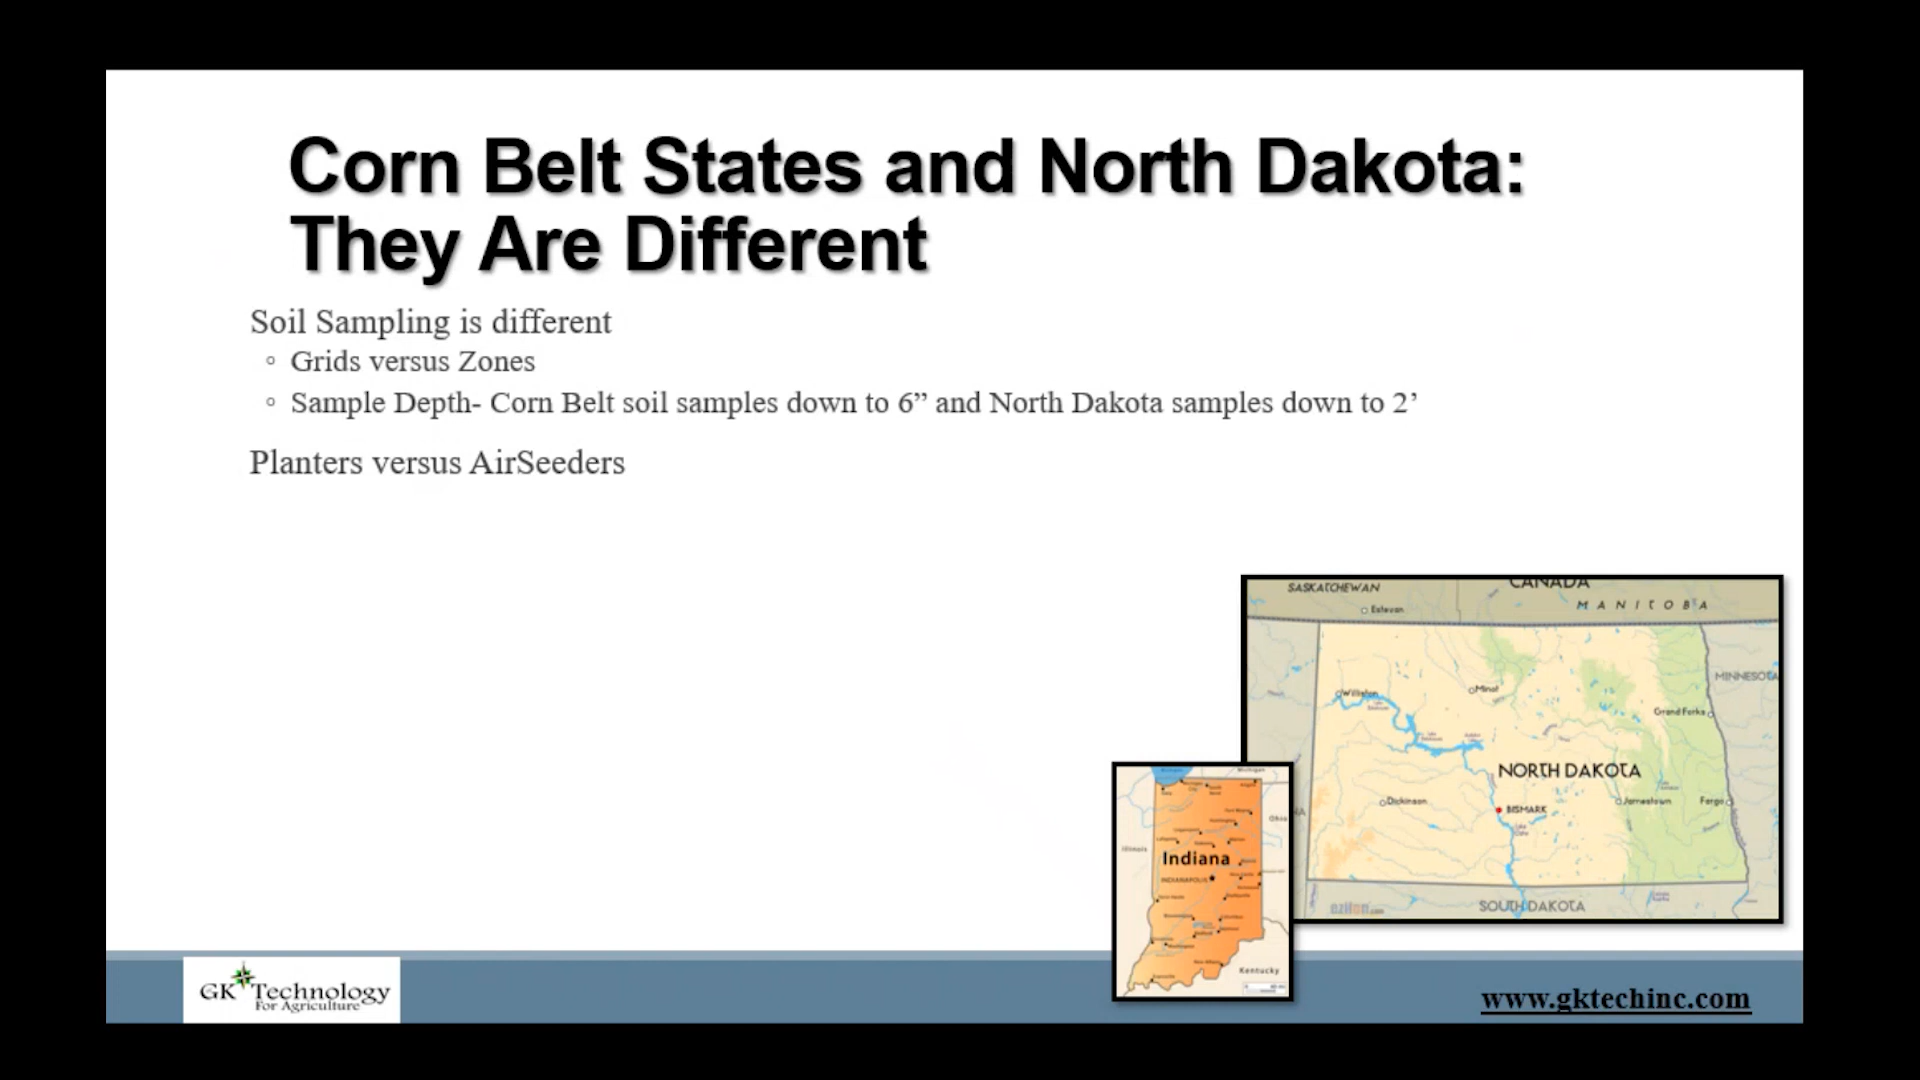 Corn Belt States and North Dakota:
They Are Different
Soil Sampling is different
◦ Grids versus Zones
◦ Sample Depth- Corn Belt soil samples down to 6” and North Dakota samples down to 2’
Planters versus AirSeeders
SASKATCHEWAN
CANADA
MANITOBA
Estevan
MINNESOTA
Williston
Minot
Grand Forks
NORTH DAKOTA
Dickinson
BISMARK
Jamestown
Fargo
SOUTH DAKOTA
Michigan
Ohio
Illinois
Indiana
INDIANAPOLIS
Kentucky
GK Technology
For Agriculture
www.gktechinc.com